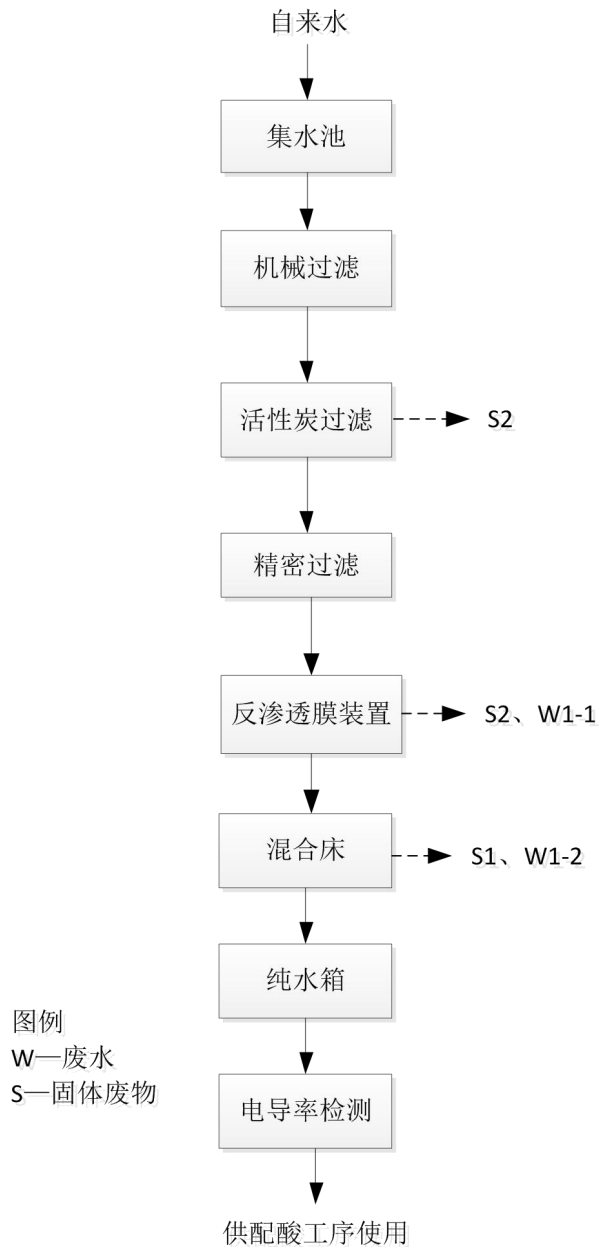 自来水
集水池
机械过滤
活性炭过滤
S2
精密过滤
反渗透膜装置
S2、W1-1
混合床
S1、W1-2
纯水箱
图例
W—废水
S—固体废物
电导率检测
供配酸工序使用